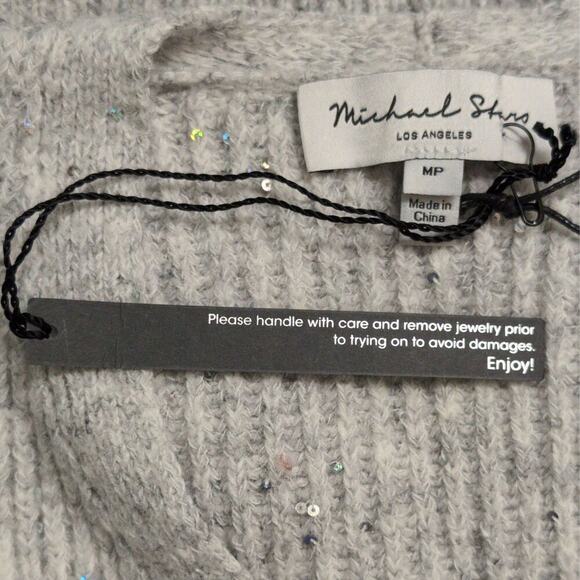 Michael Stars
LOS ANGELES
MP
Made in
China
Please handle with care and remove jewelry prior
to trying on to avoid damages.
Enjoy!